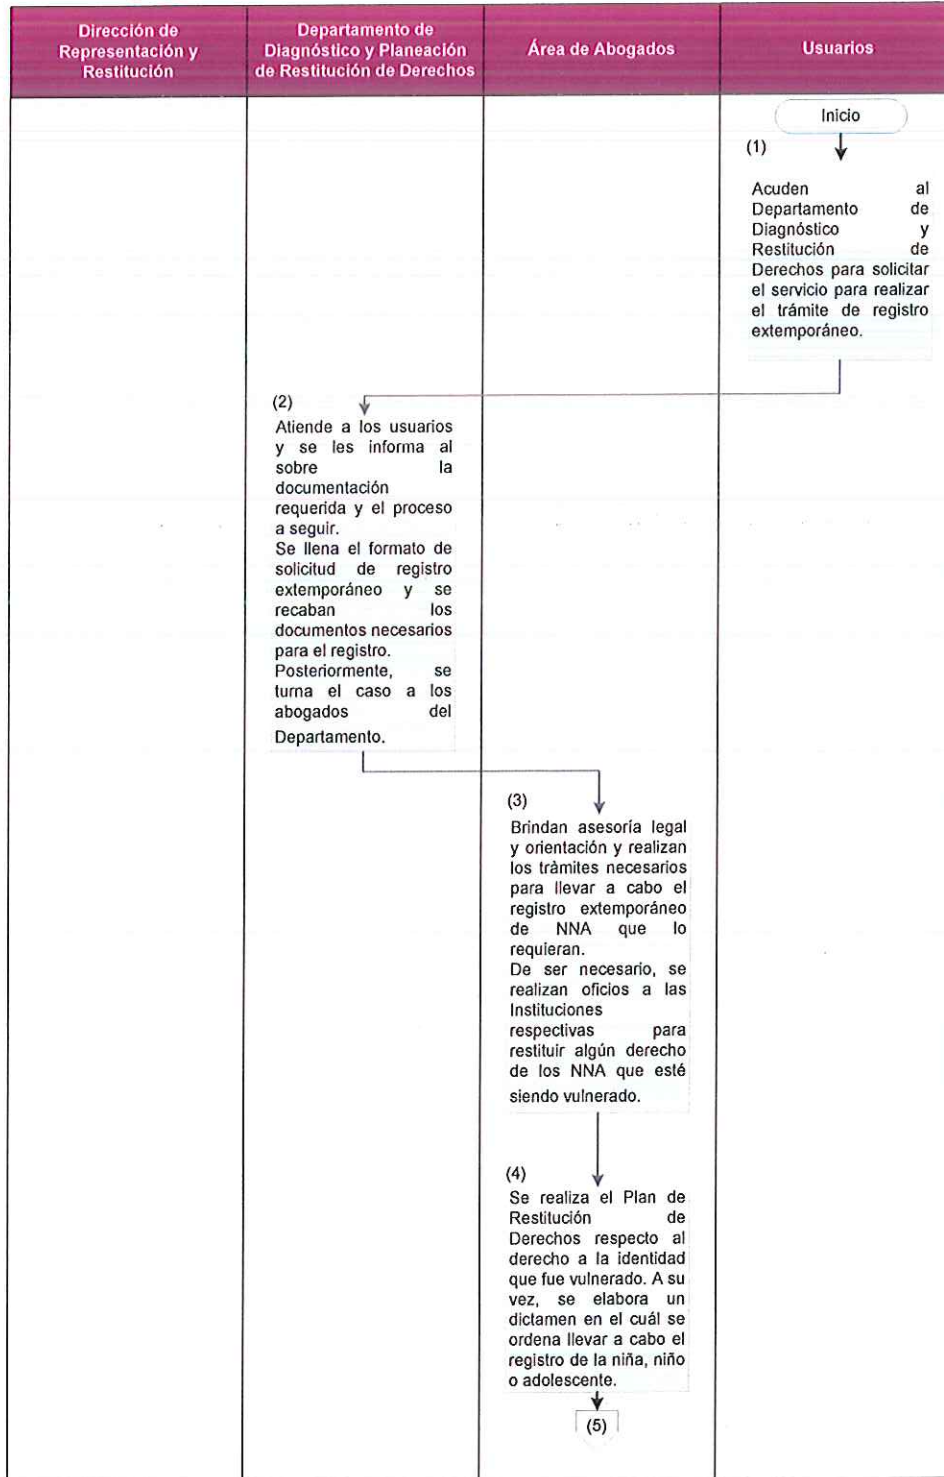 Dirección de
Representación y
Restitución
Departamento de
Diagnóstico y Planeación
de Restitución de Derechos
Área de Abogados
Usuarios
Inicio
(1)
Acuden al
Departamento de
Diagnóstico y
Restitución de
Derechos para solicitar
el servicio para realizar
el trámite de registro
extemporáneo.
(2)
Atiende a los usuarios
y se les informa al
sobre la
documentación
requerida y el proceso
a seguir.
Se llena el formato de
solicitud de registro
extemporáneo y se
recaban los
documentos necesarios
para el registro.
Posteriormente, se
turna el caso a los
abogados del
Departamento.
(3)
Brindan asesoría legal
y orientación y realizan
los tràmites necesarios
para llevar a cabo el
registro extemporáneo
de NNA que lo
requieran.
De ser necesario, se
realizan oficios a las
Instituciones
respectivas para
restituir algún derecho
de los NNA que esté
siendo vulnerado.
(4)
Se realiza el Plan de
Restitución de
Derechos respecto al
derecho a la identidad
que fue vulnerado. A su
vez, se elabora un
dictamen en el cuál se
ordena llevar a cabo el
registro de la niña, niño
o adolescente.
(5)